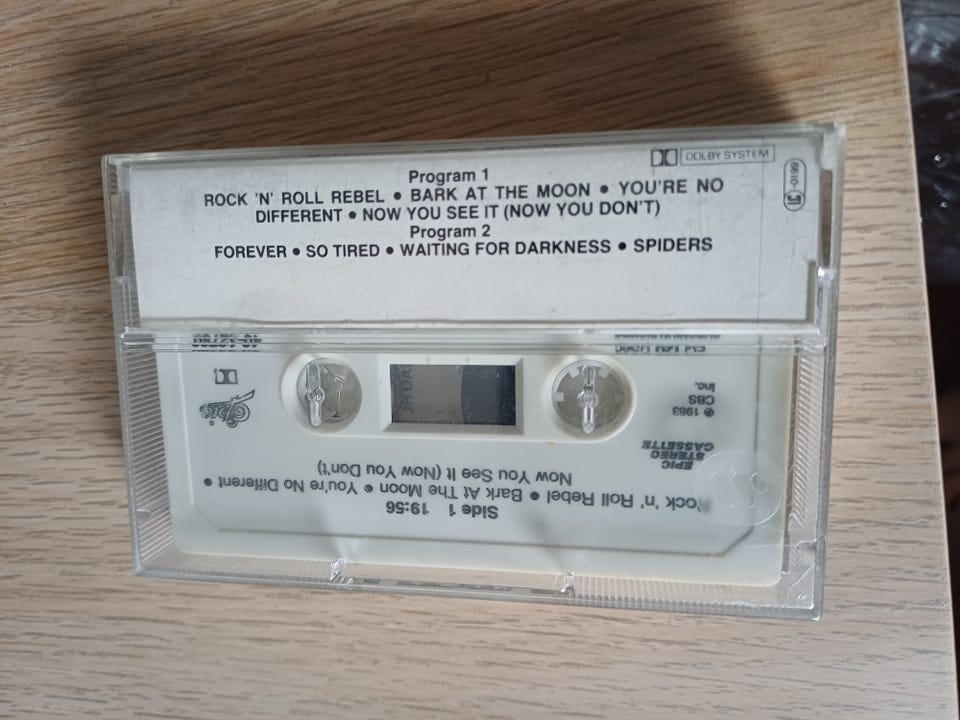 DOLBY SYSTEM
Program 1
ROCK 'N' ROLL REBEL • BARK AT THE MOON • YOU'RE NO
DIFFERENT • NOW YOU SEE IT (NOW YOU DON'T)
Program 2
FOREVER • SO TIRED • WAITING FOR DARKNESS • SPIDERS
0199
Side 1 19:56
Rock 'n' Roll Rebel • Bark At The Moon • You're No Different •
Now You See It (Now You Don't)
EPIC
STEREO
CASSETTE
℗ 1983
CBS
Inc.
Epic